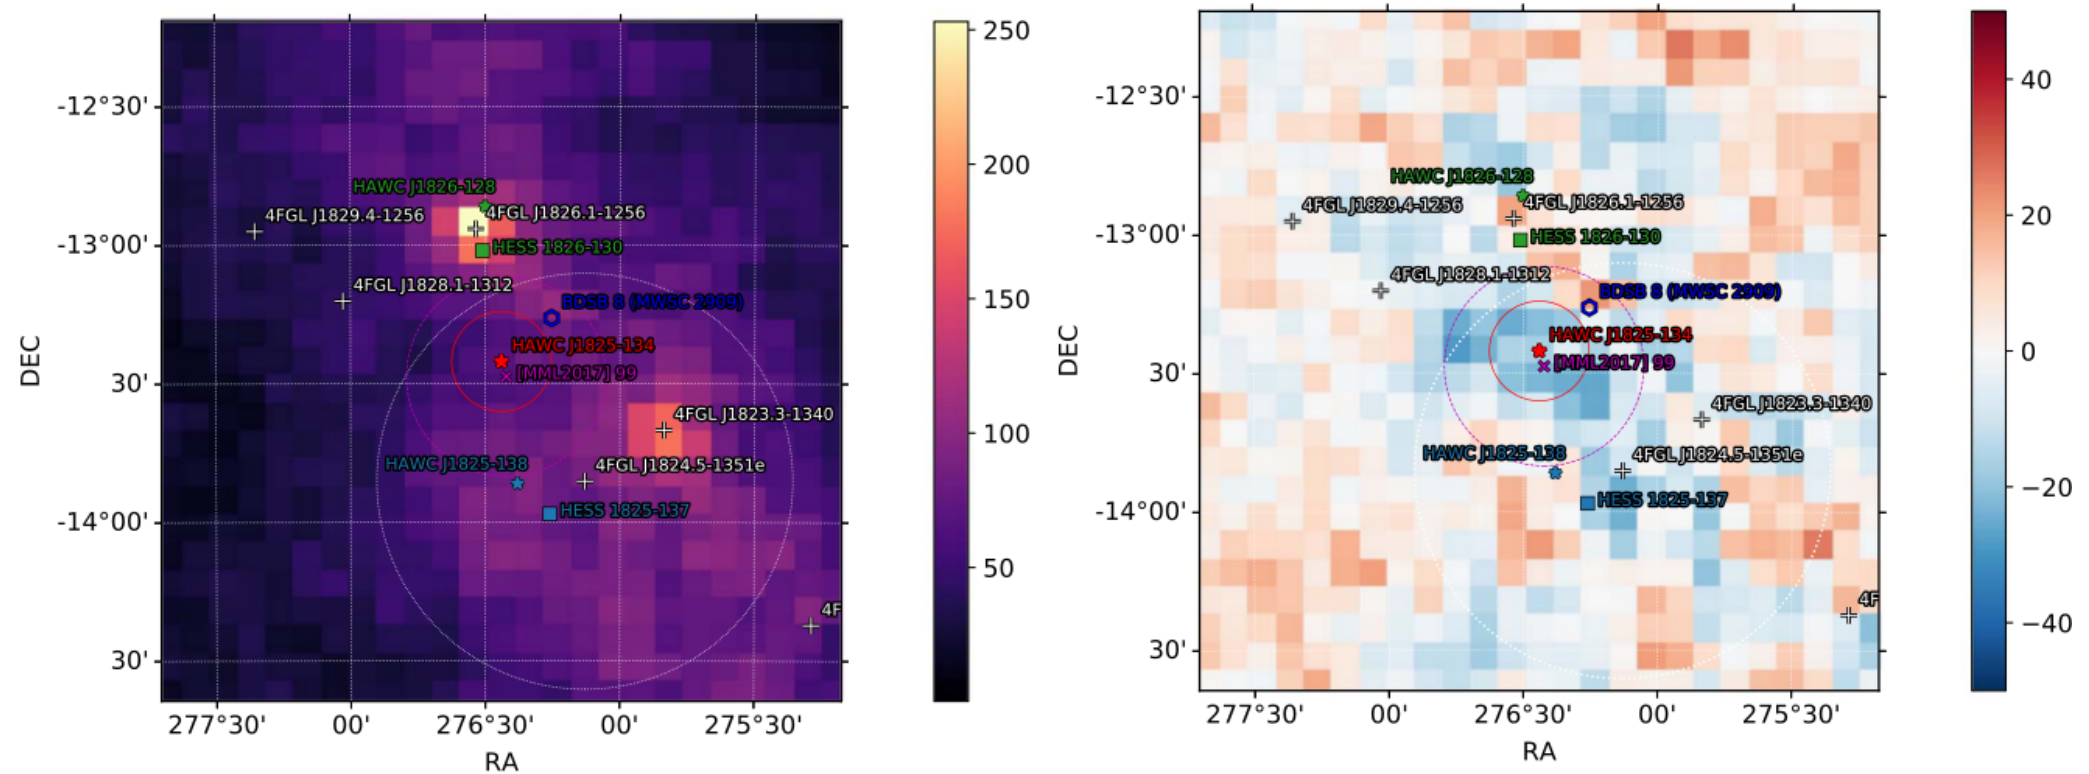 -12°30'
-13°00'
30'
-14°00'
30'
DEC
277°30'
00'
276°30'
00'
275°30'
RA
HAWC J1826-128
4FGL J1829.4-1256
4FGL J1826.1-1256
HESS 1826-130
4FGL J1828.1-1312
BDSB 8 (MWSC 2909)
HAWC J1825-134
[MML2017] 99
4FGL J1823.3-1340
HAWC J1825-138
4FGL J1824.5-1351e
HESS 1825-137
4F
250
200
150
100
50
-12°30'
-13°00'
30'
-14°00'
30'
DEC
277°30'
00'
276°30'
00'
275°30'
RA
HAWC J1826-128
4FGL J1829.4-1256
4FGL J1826.1-1256
HESS 1826-130
4FGL J1828.1-1312
BDSB 8 (MWSC 2909)
HAWC J1825-134
[MML2017] 99
4FGL J1823.3-1340
HAWC J1825-138
4FGL J1824.5-1351e
HESS 1825-137
4F
40
20
0
−20
−40